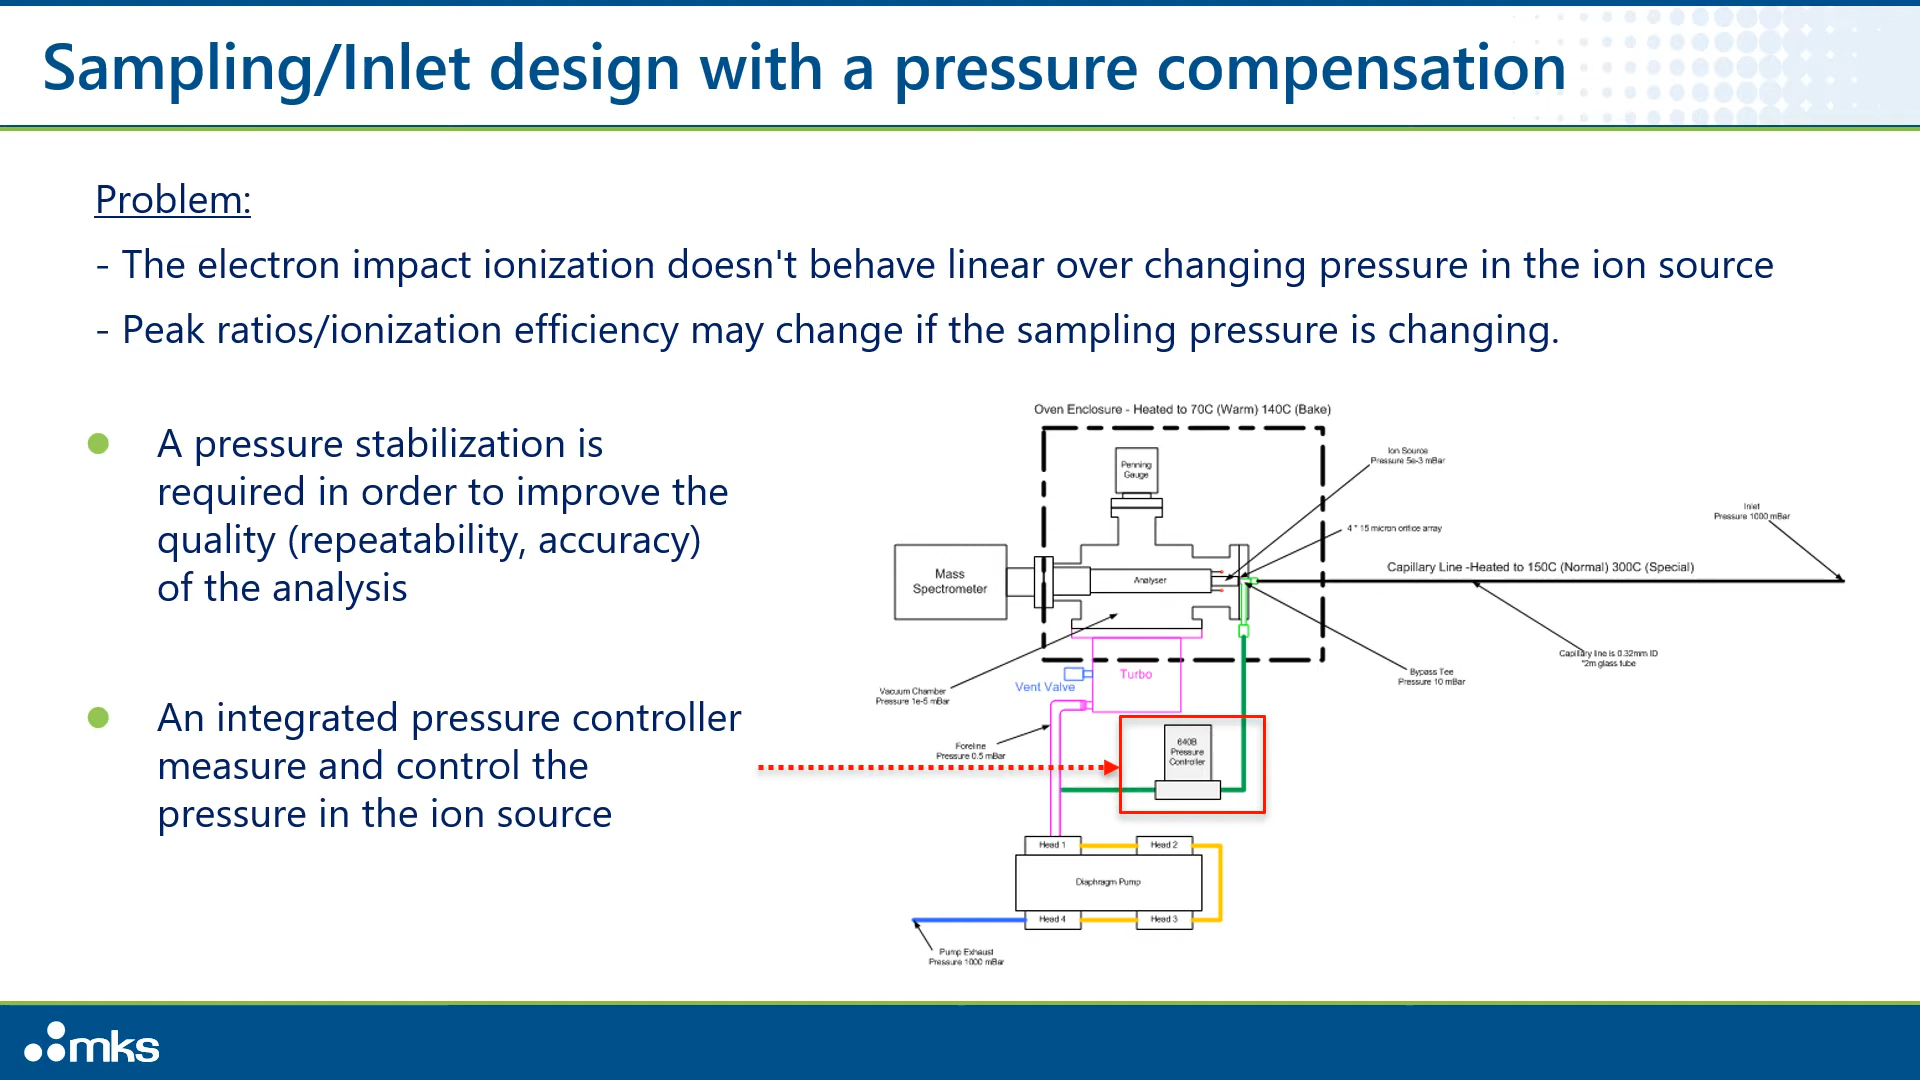 Sampling/Inlet design with a pressure compensation
Problem:
- The electron impact ionization doesn't behave linear over changing pressure in the ion source
- Peak ratios/ionization efficiency may change if the sampling pressure is changing.
A pressure stabilization is
required in order to improve the
quality (repeatability, accuracy)
of the analysis
An integrated pressure controller
measure and control the
pressure in the ion source
Oven Enclosure - Heated to 70C (Warm) 140C (Bake)
Penning
Gauge
Ion Source
Pressure 5e-3 mBar
4 * 15 micron orifice array
Inlet
Pressure 1000 mBar
Mass
Spectrometer
Analyser
Capillary Line -Heated to 150C (Normal) 300C (Special)
Capillary line is 0.32mm ID
*2m glass tube
Bypass Tee
Pressure 10 mBar
Vacuum Chamber
Pressure 1e-5 mBar
Vent Valve
Turbo
Foreline
Pressure 0.5 mBar
640B
Pressure
Controller
Head 1
Head 2
Diaphragm Pump
Head 4
Head 3
Pump Exhaust
Pressure 1000 mBar
mks